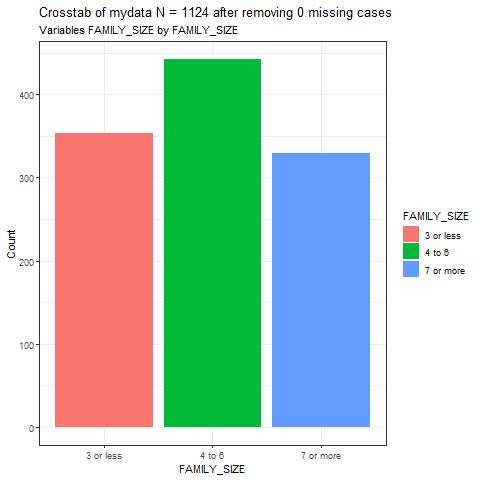 Crosstab of mydata N = 1124 after removing 0 missing cases
Variables FAMILY_SIZE by FAMILY_SIZE
400
300
200
100
0
Count
3 or less
4 to 6
7 or more
FAMILY_SIZE
FAMILY_SIZE
3 or less
4 to 6
7 or more